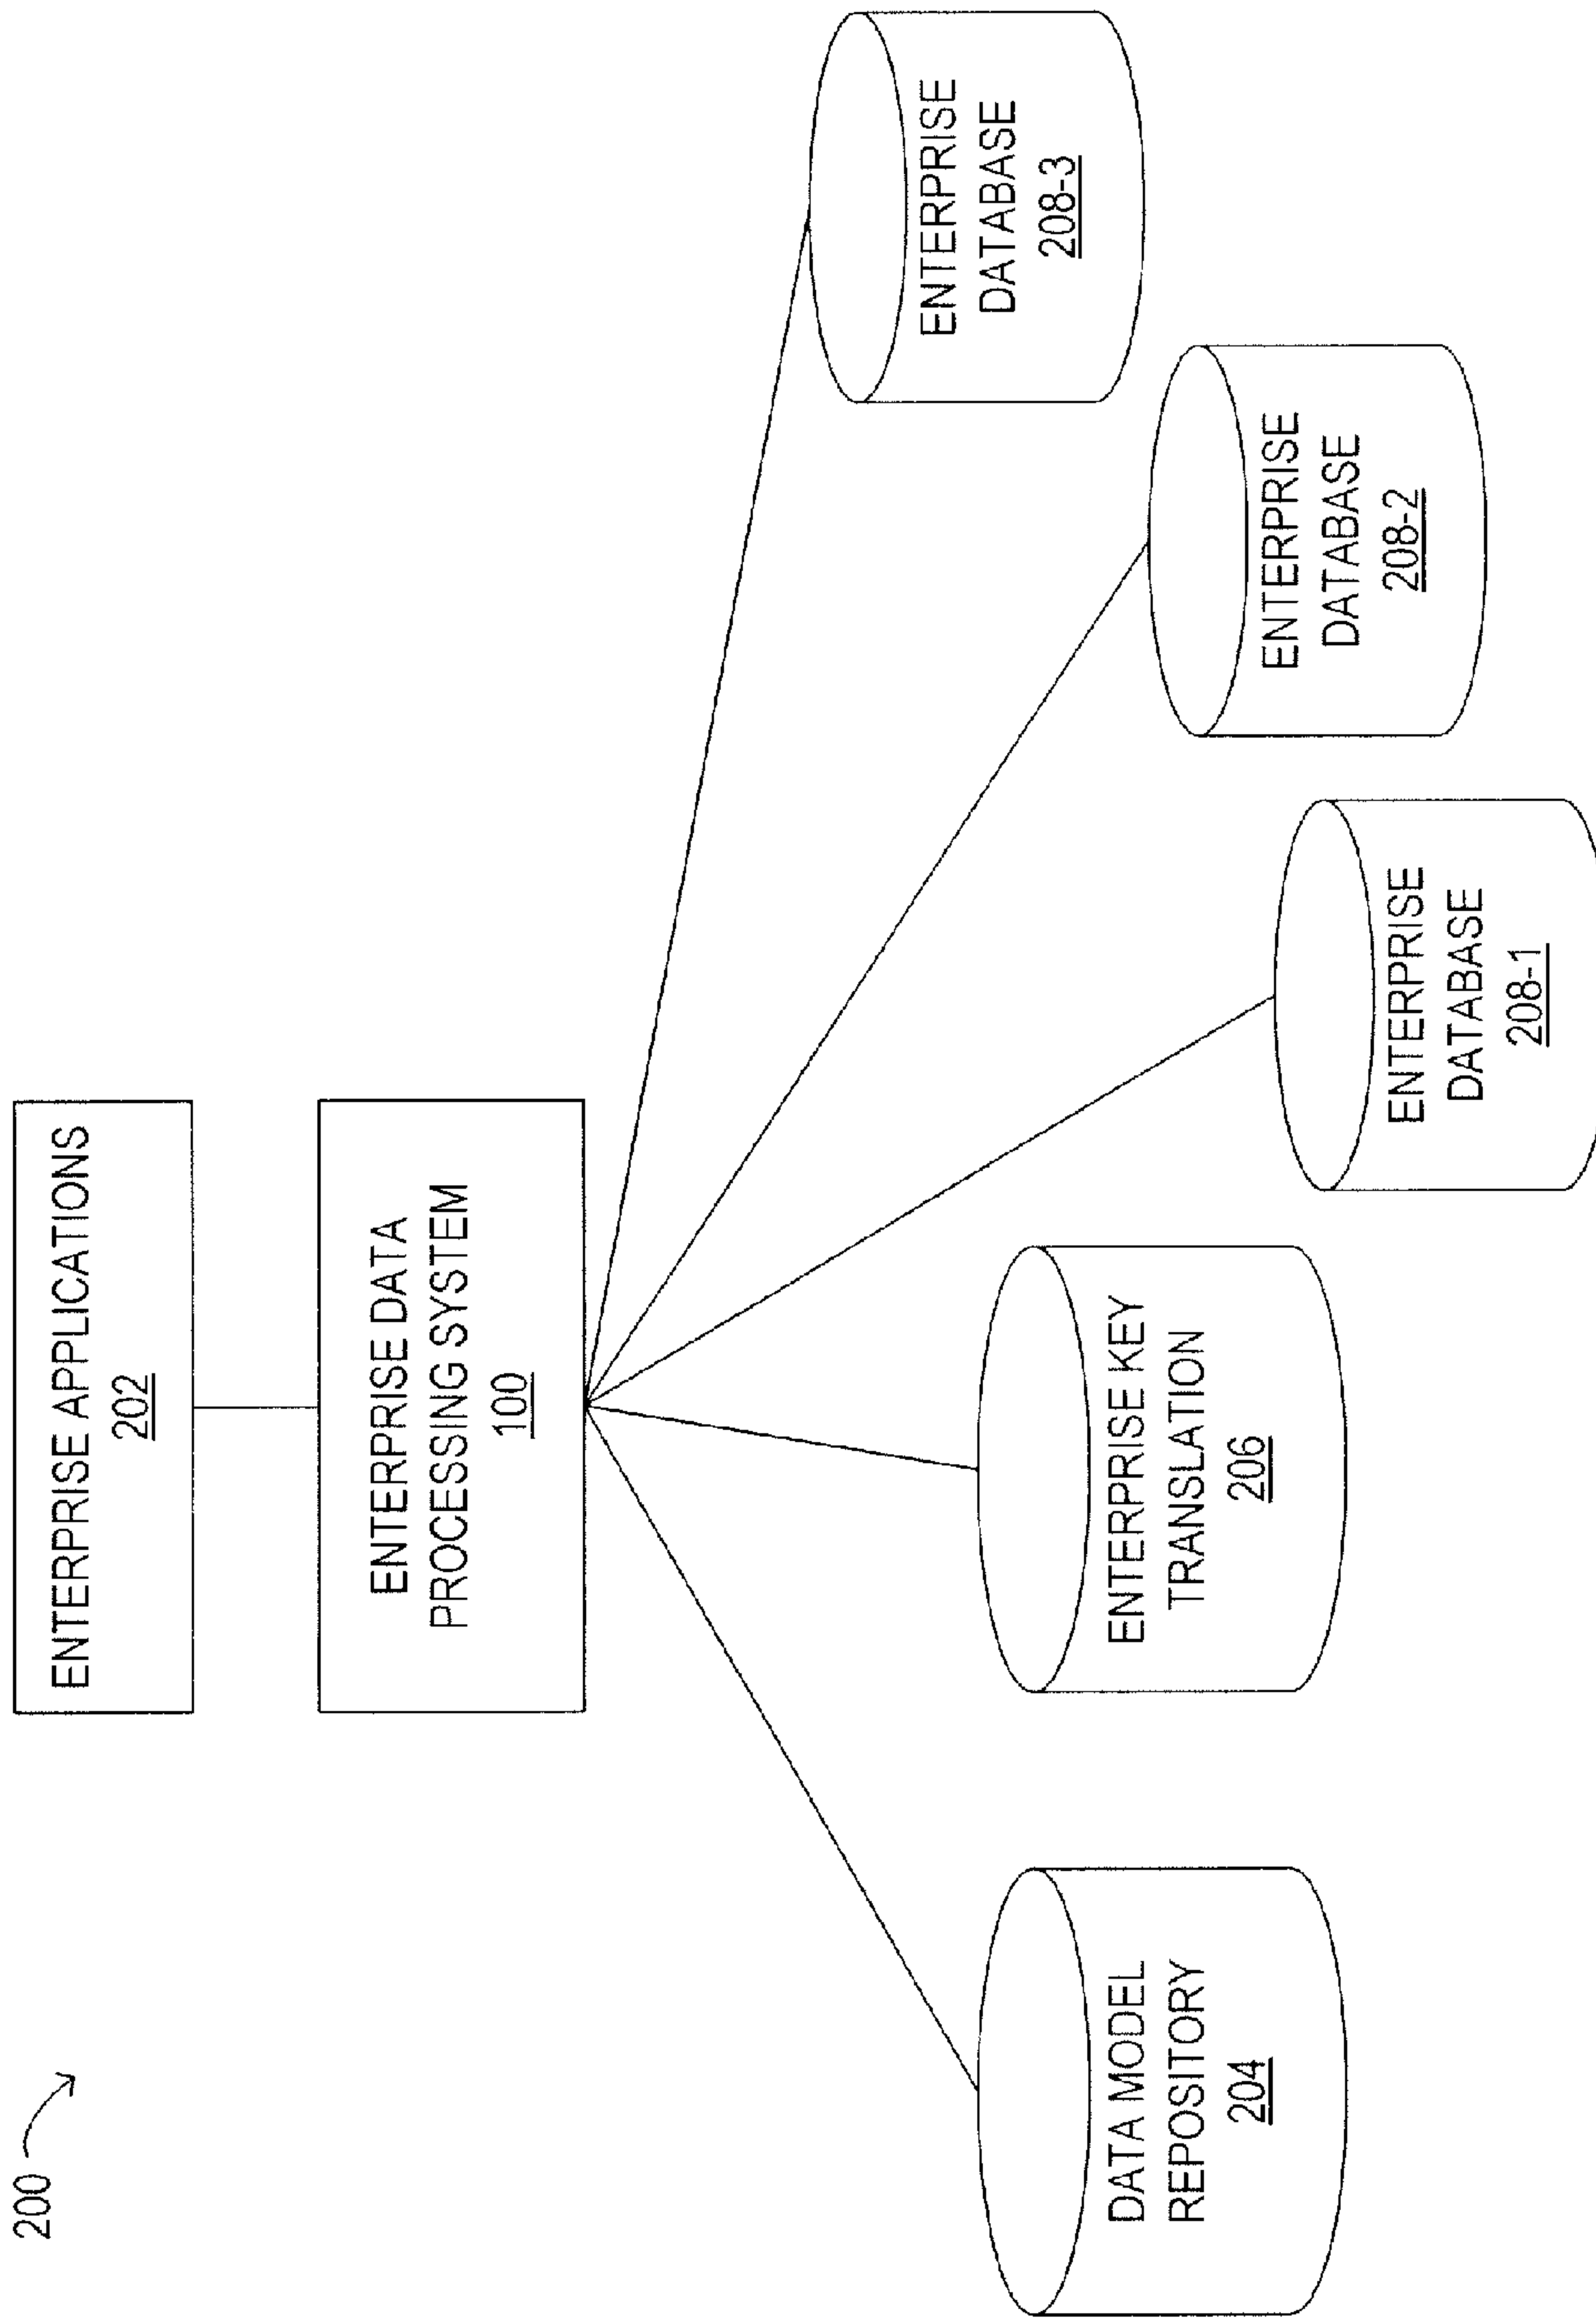 200
ENTERPRISE APPLICATIONS
202
ENTERPRISE DATA
PROCESSING SYSTEM
100
DATA MODEL
REPOSITORY
204
ENTERPRISE KEY
TRANSLATION
206
ENTERPRISE
DATABASE
208-1
ENTERPRISE
DATABASE
208-2
ENTERPRISE
DATABASE
208-3